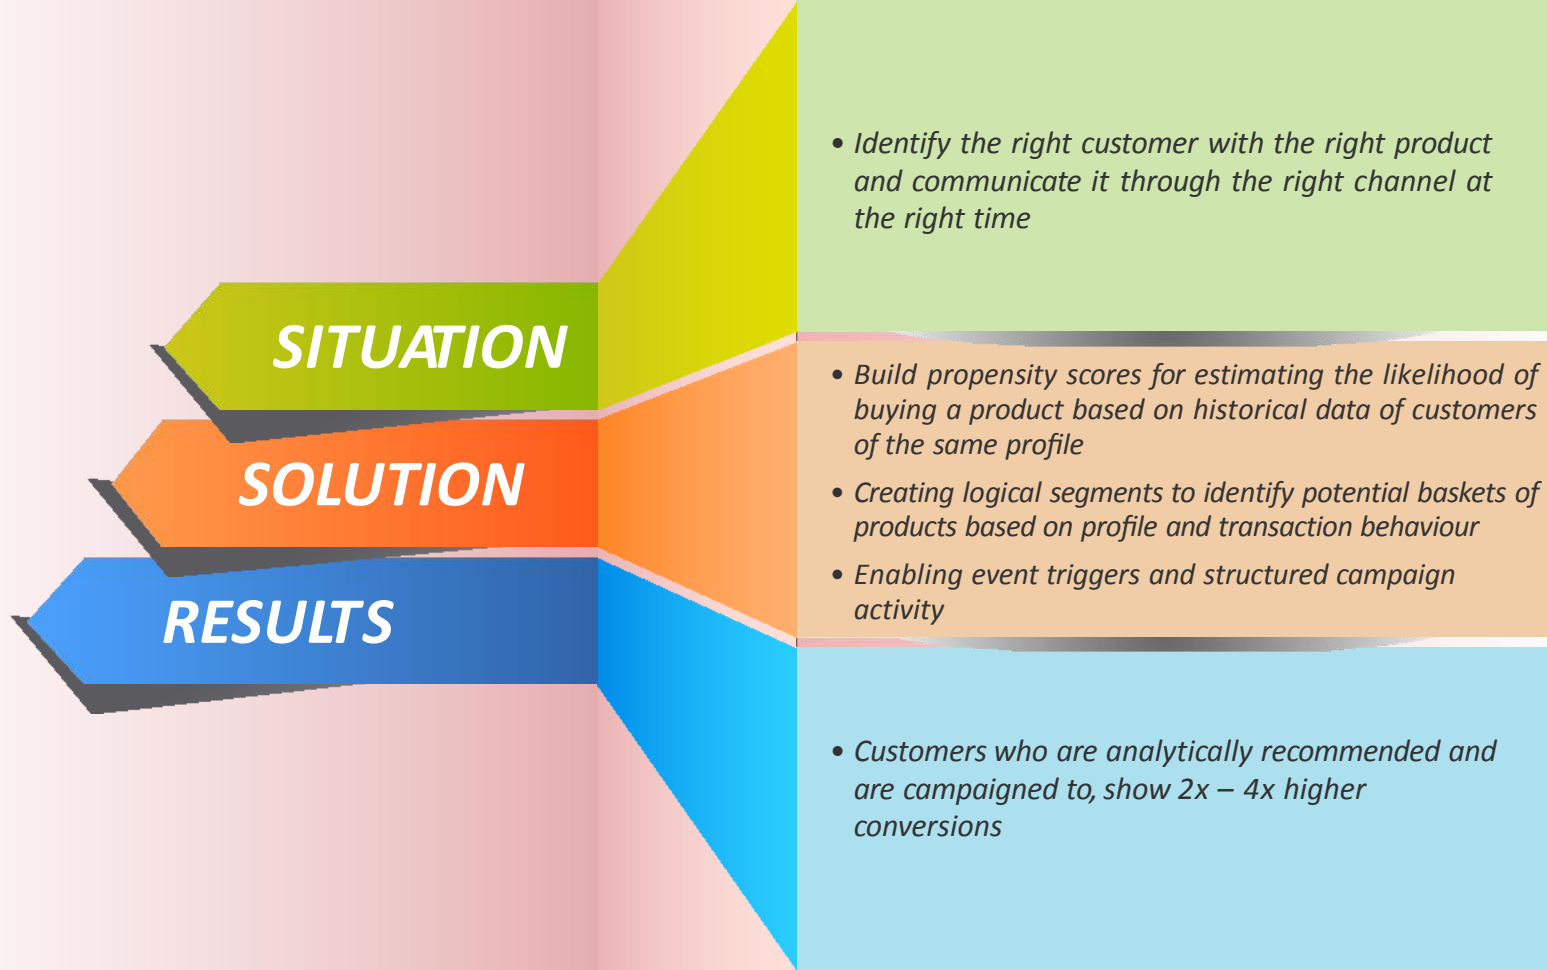 SITUATION
• Identify the right customer with the right product
and communicate it through the right channel at
the right time
SOLUTION
• Build propensity scores for estimating the likelihood of
buying a product based on historical data of customers
of the same profile
• Creating logical segments to identify potential baskets of
products based on profile and transaction behaviour
• Enabling event triggers and structured campaign
activity
RESULTS
• Customers who are analytically recommended and
are campaigned to, show 2x – 4x higher
conversions